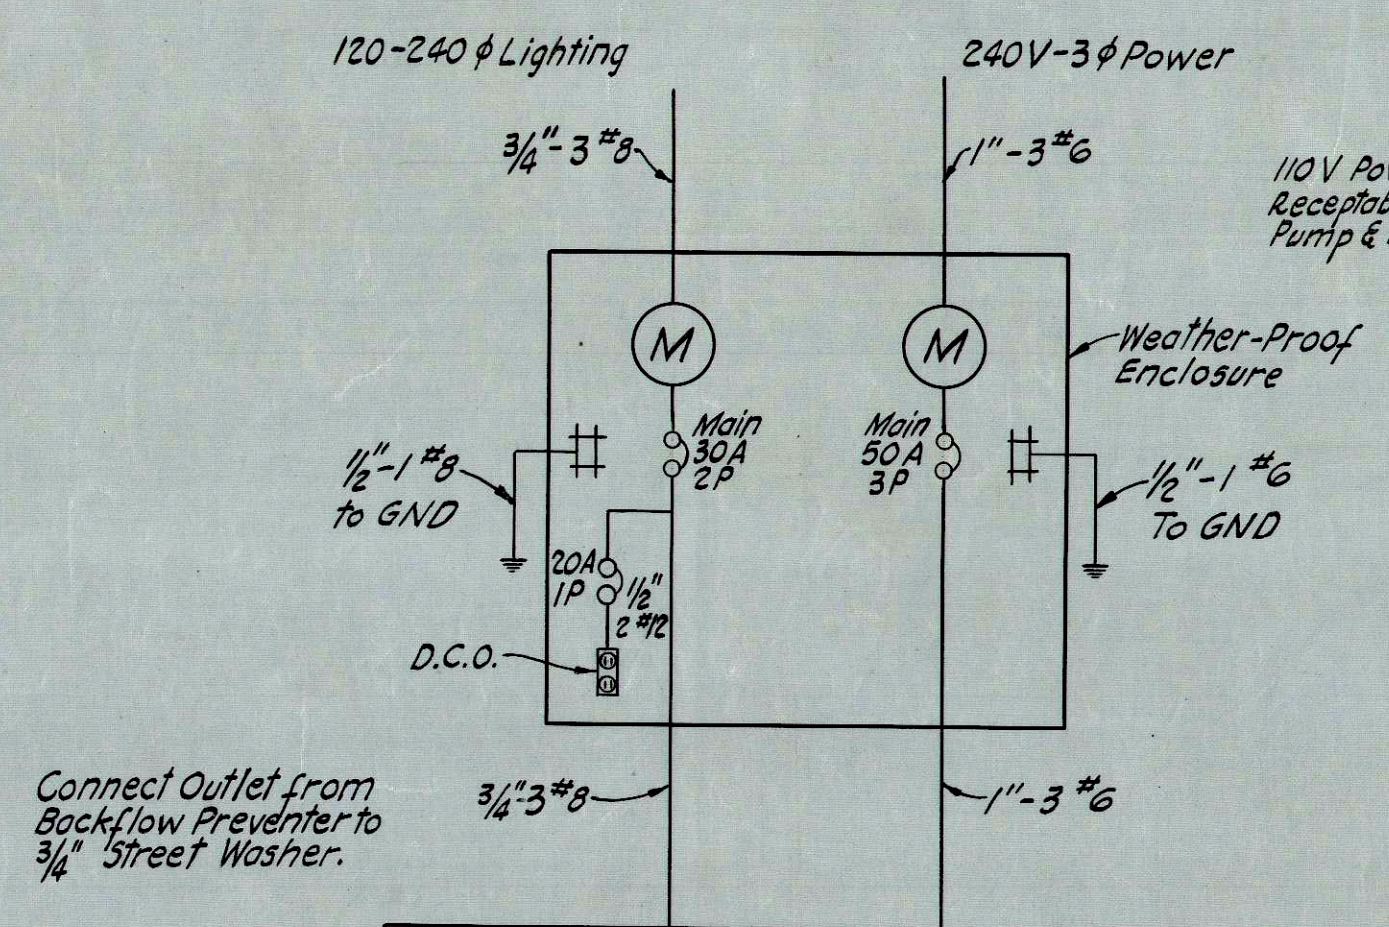 120-240 ϕ Lighting
240V-3ϕ Power
3/4"-3 #8
1"-3 #6
110 V
Pump &
M
M
Weather-Proof
Enclosure
Main
30A
2P
Main
50A
3P
1/2"-1 #8
to GND
1/2"-1 #6
To GND
20A
1P
1/2"
2 #12
D.C.O.
3/4"-3 #8
1"-3 #6
Connect Outlet from
Backflow Preventer to
3/4" Street Washer.